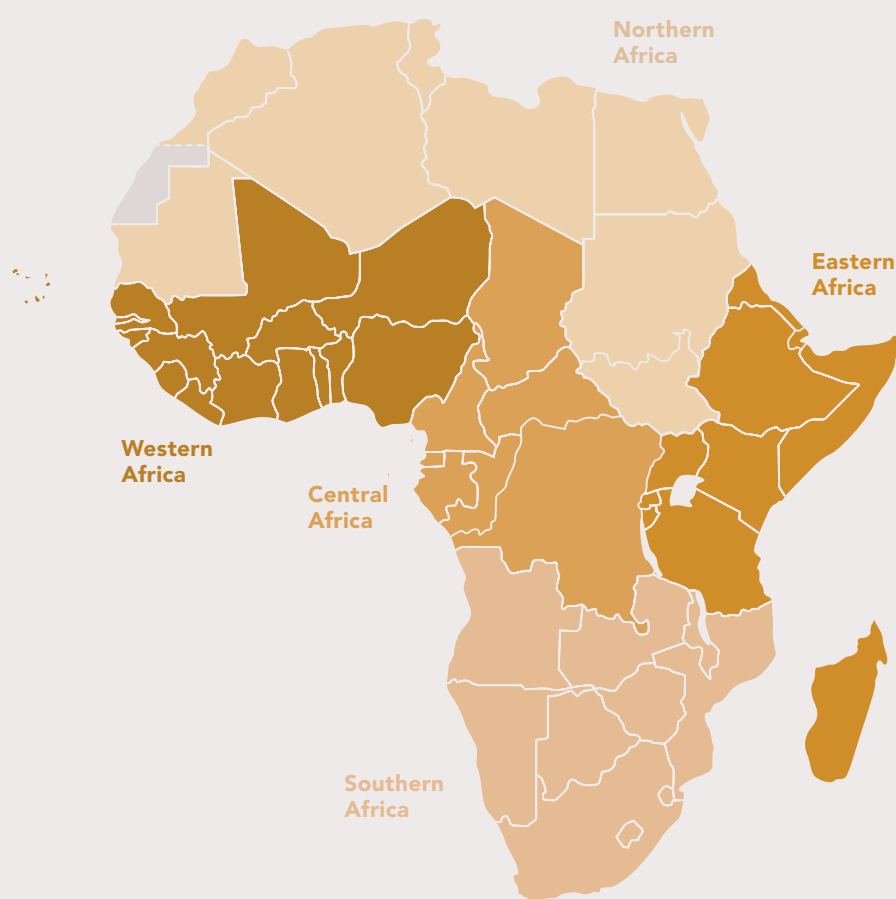 Northern
Africa
Eastern
Africa
Western
Africa
Central
Africa
Southern
Africa